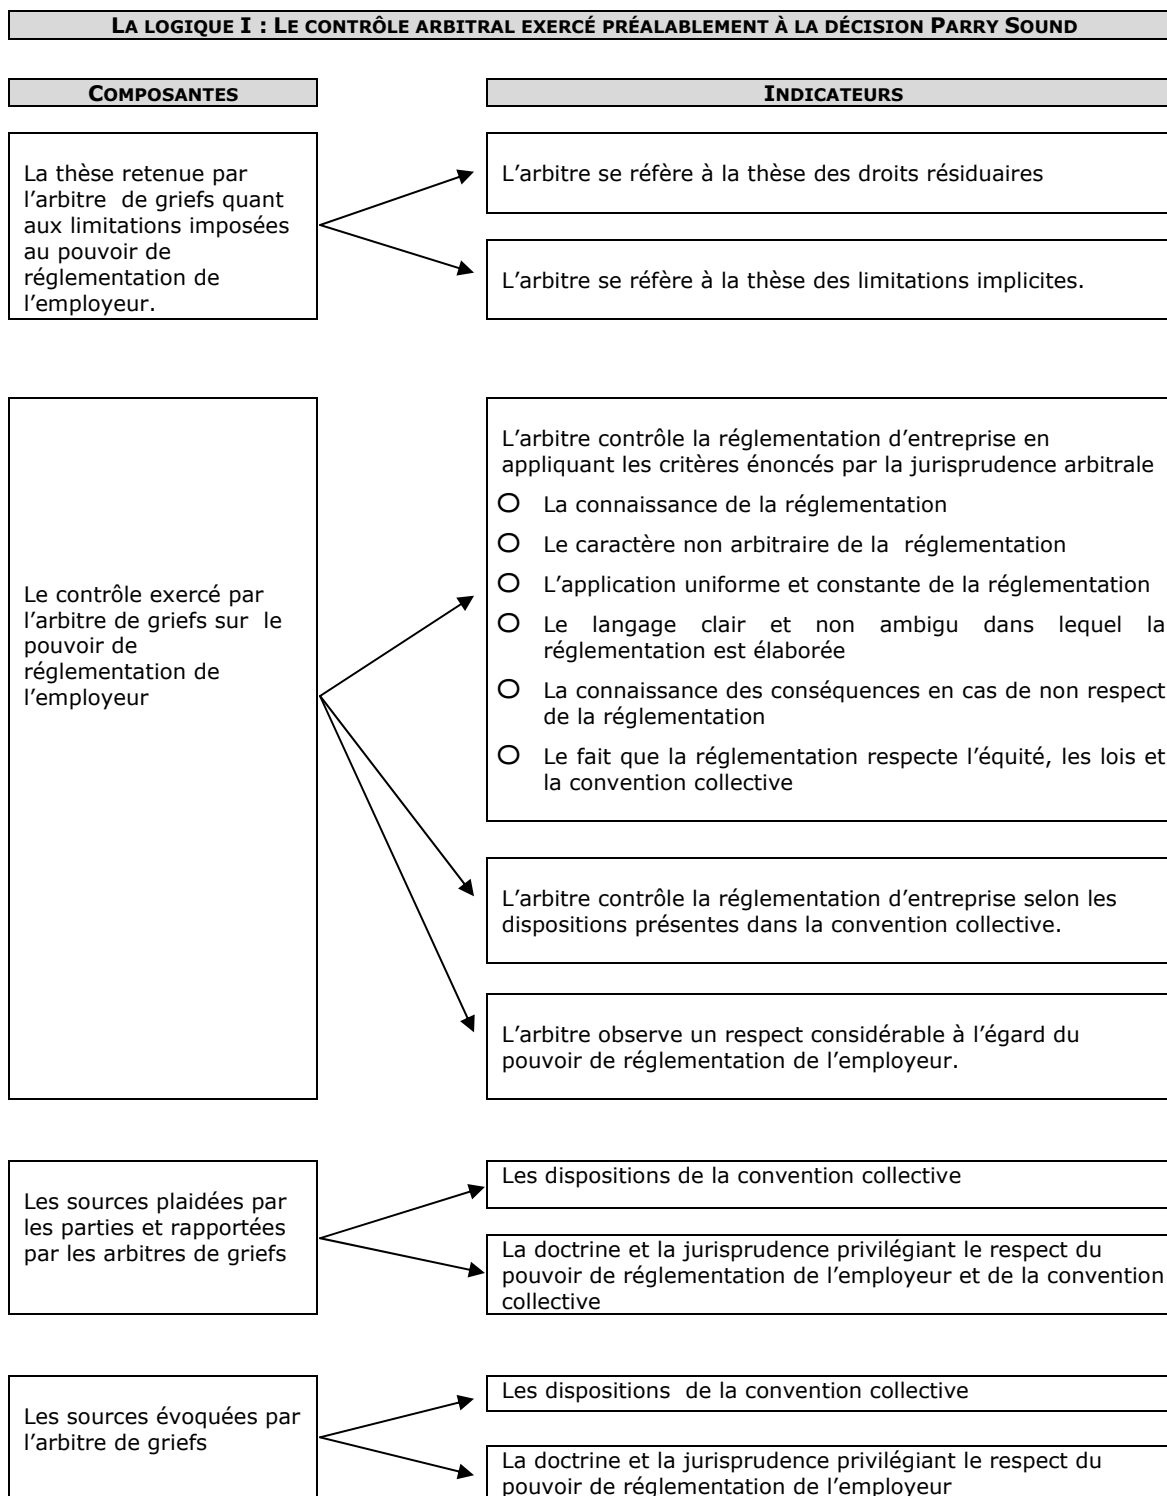 LA LOGIQUE I : LE CONTRÔLE ARBITRAL EXERCÉ PRÉALABLEMENT À LA DÉCISION PARRY SOUND
COMPOSANTES
INDICATEURS
La thèse retenue par
l'arbitre de griefs quant
aux limitations imposées
au pouvoir de
réglementation de
l'employeur.
L'arbitre se réfère à la thèse des droits résiduaires
L'arbitre se réfère à la thèse des limitations implicites.
Le contrôle exercé par
l'arbitre de griefs sur le
pouvoir de
réglementation de
l'employeur
L'arbitre contrôle la réglementation d'entreprise en
appliquant les critères énoncés par la jurisprudence arbitrale
O La connaissance de la réglementation
O Le caractère non arbitraire de la réglementation
O L'application uniforme et constante de la réglementation
O Le langage clair et non ambigu dans lequel la
réglementation est élaborée
O La connaissance des conséquences en cas de non respect
de la réglementation
O Le fait que la réglementation respecte l'équité, les lois et
la convention collective
L'arbitre contrôle la réglementation d'entreprise selon les
dispositions présentes dans la convention collective.
L'arbitre observe un respect considérable à l'égard du
pouvoir de réglementation de l'employeur.
Les sources plaidées par
les parties et rapportées
par les arbitres de griefs
Les dispositions de la convention collective
La doctrine et la jurisprudence privilégiant le respect du
pouvoir de réglementation de l'employeur et de la convention
collective
Les sources évoquées par
l'arbitre de griefs
Les dispositions de la convention collective
La doctrine et la jurisprudence privilégiant le respect du
pouvoir de réglementation de l'employeur